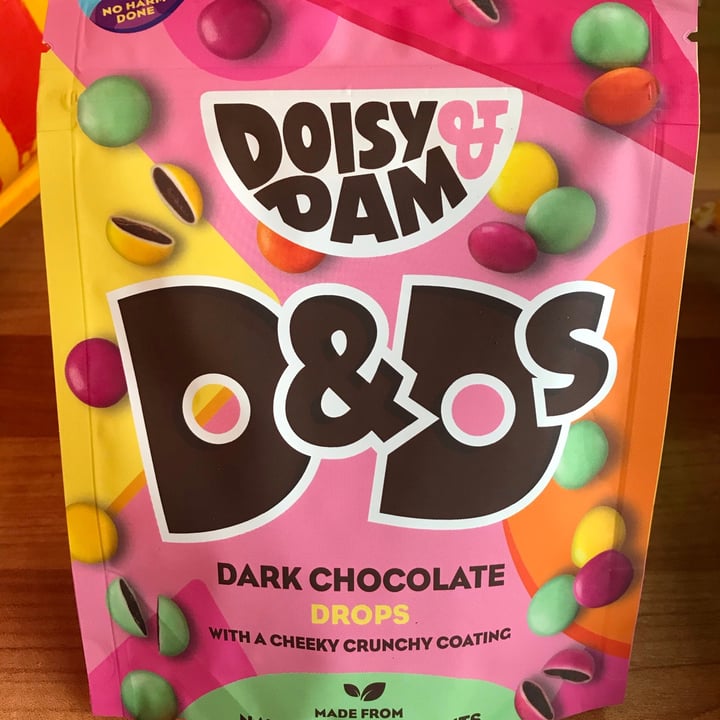 NO HARM
DONE
DOISY &
DAM
D&Ds
DARK CHOCOLATE
DROPS
WITH A CHEEKY CRUNCHY COATING
MADE FROM